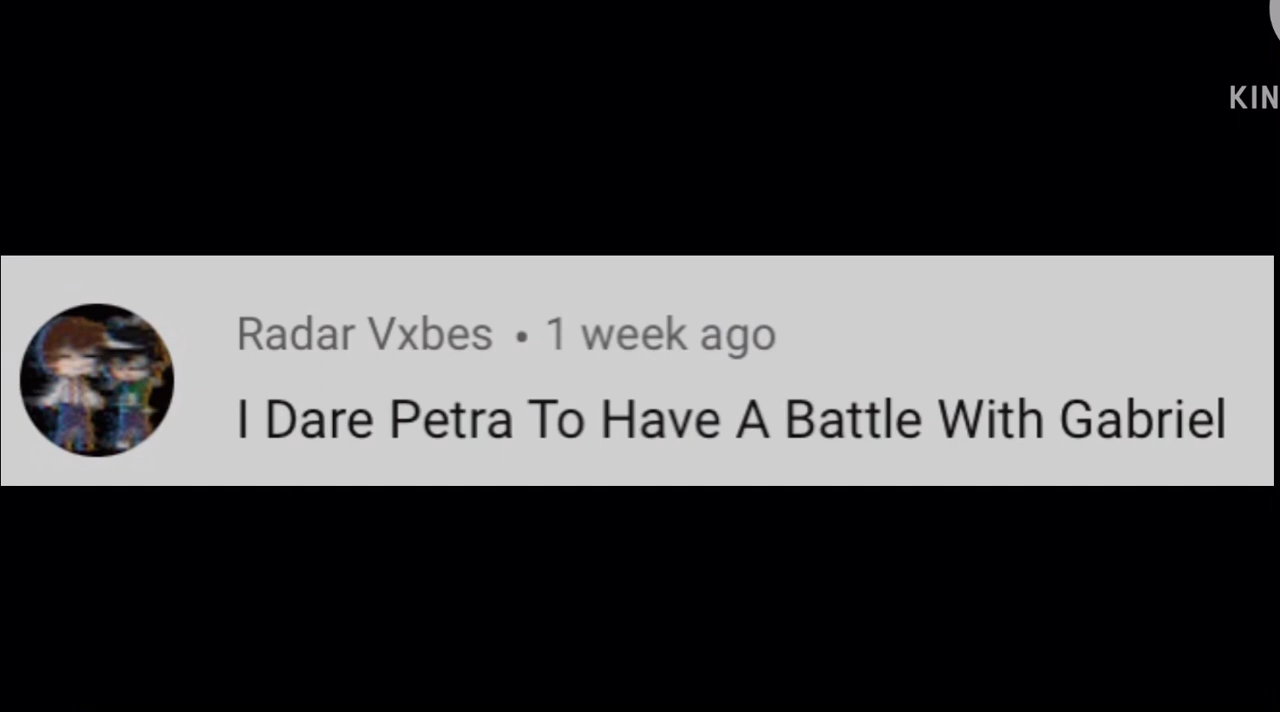 KIN
Radar Vxbes • 1 week ago
I Dare Petra To Have A Battle With Gabriel